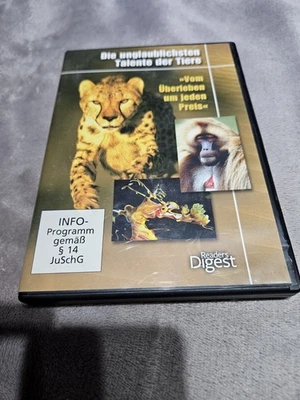 Die unglaublichsten
Talente der Tiere
»Vom
Überleben
um jeden
Preis«
INFO-
Programm
gemäß
§ 14
JuSchG
Reader's
Digest